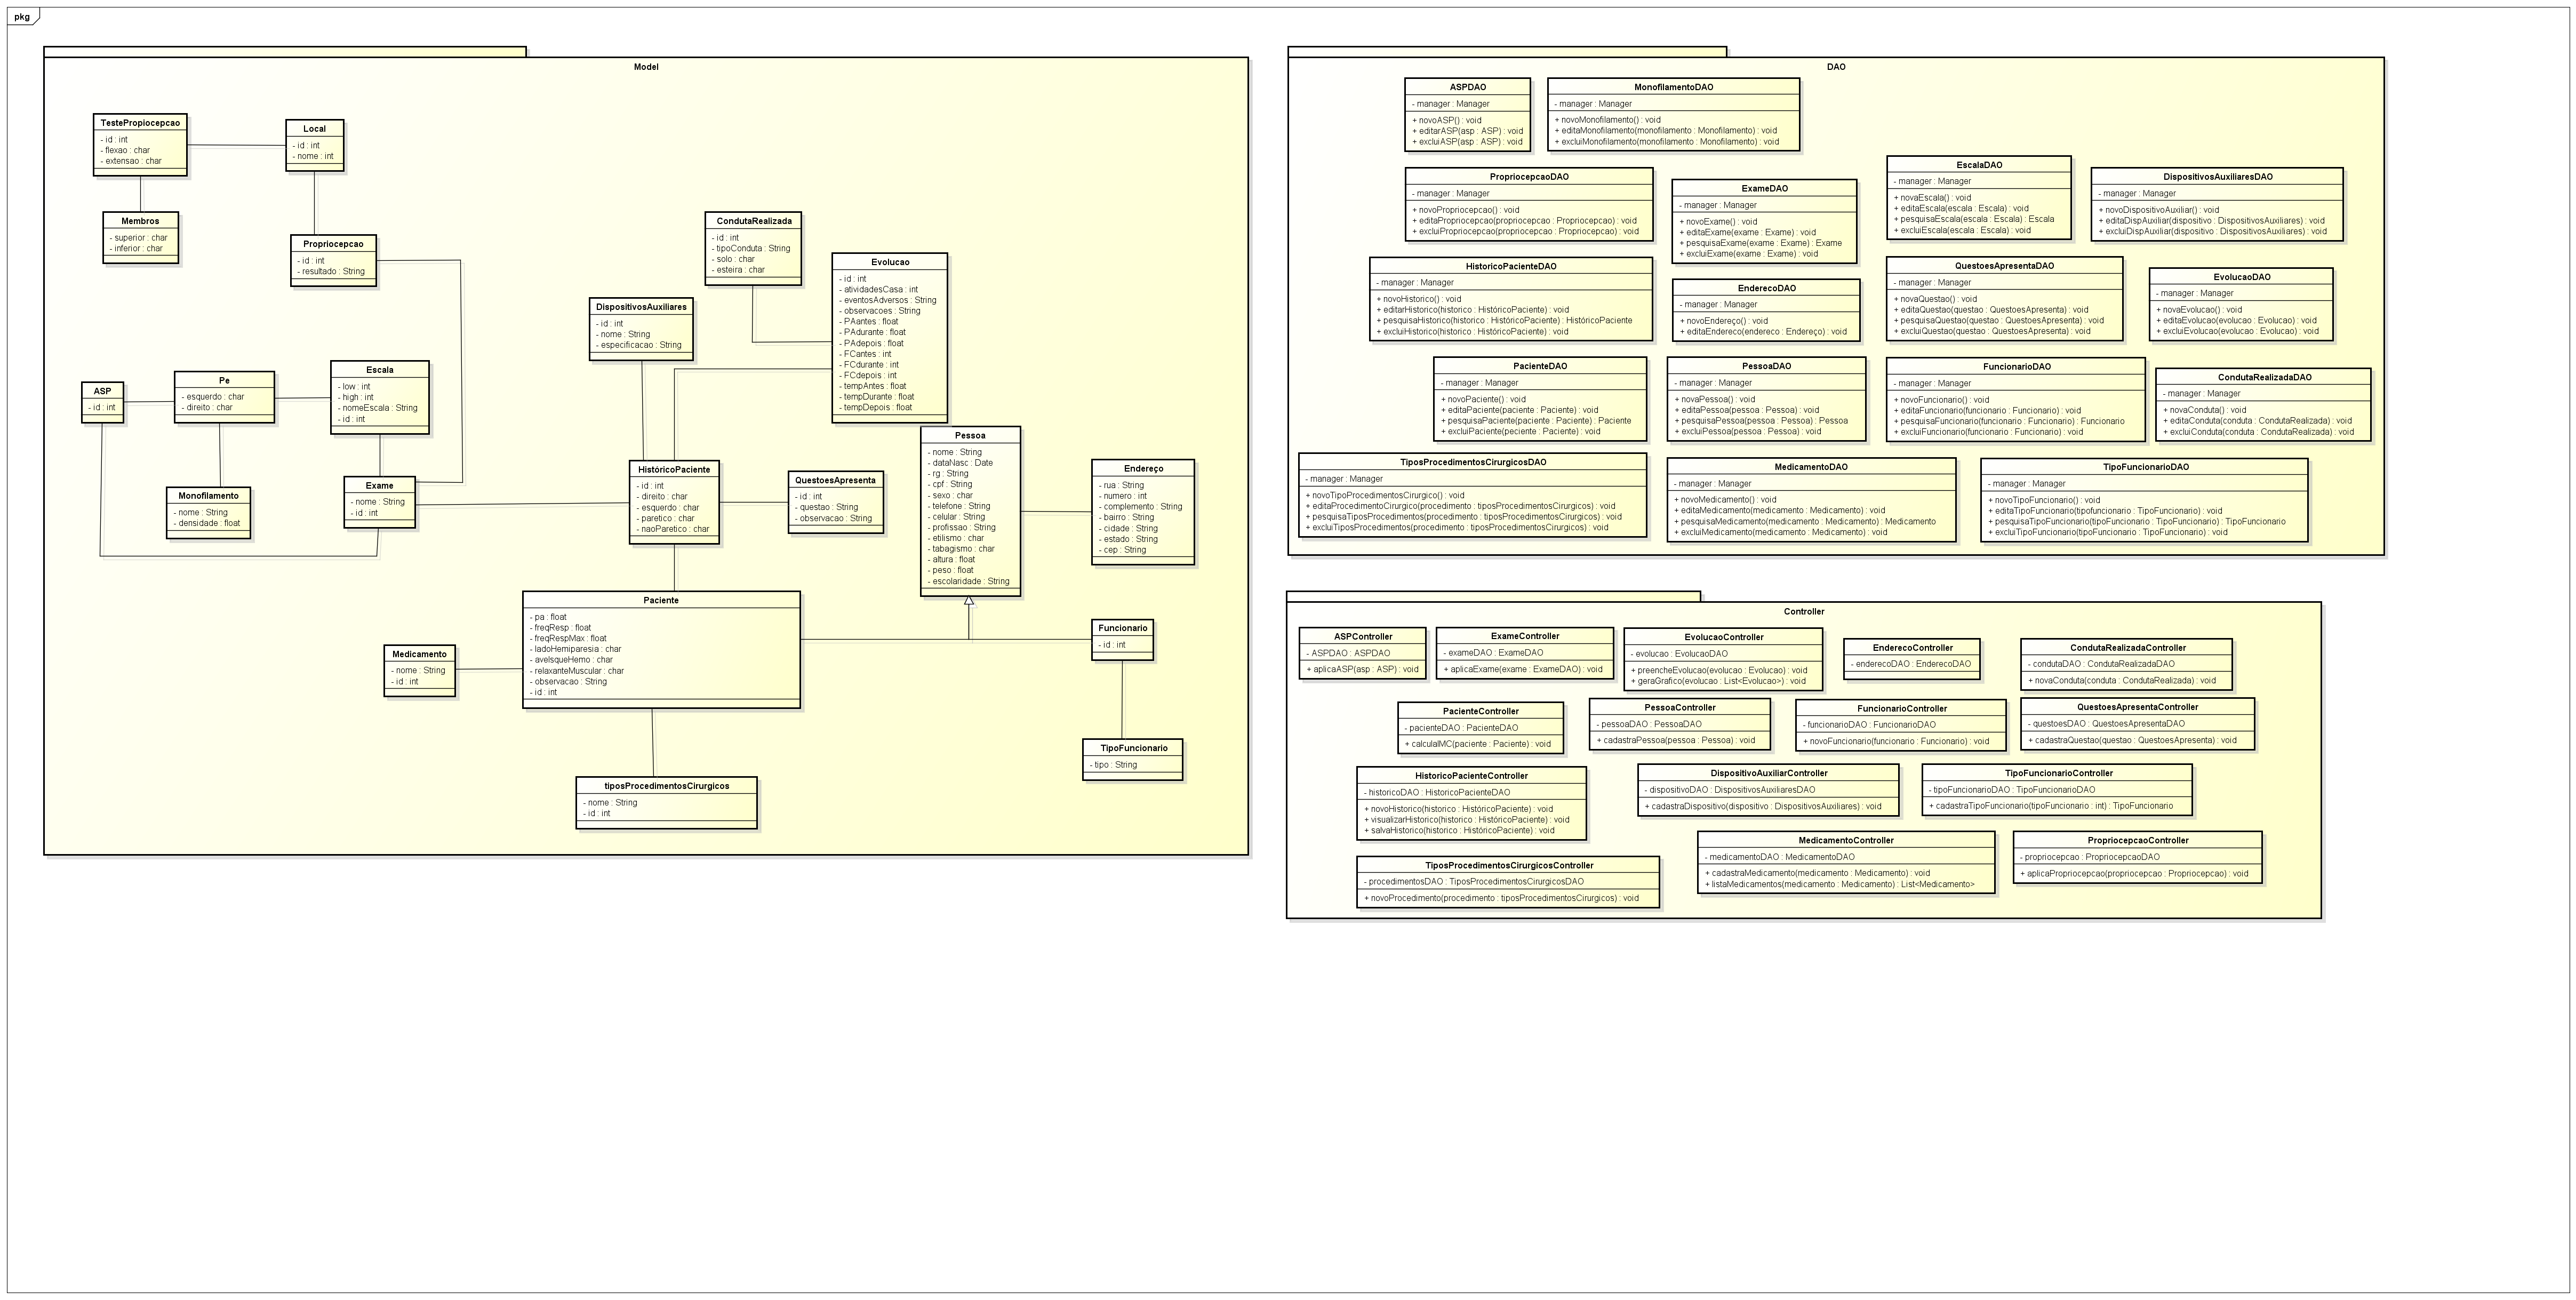 pkg
Model
TestePropiocepcao
- id : int
- flexao : char
- extensao : char
Local
- id : int
- nome : int
Membros
- superior : char
- inferior : char
Propriocepcao
- id : int
- resultado : String
CondutaRealizada
- id : int
- tipoConduta : String
- solo : char
- esteira : char
Evolucao
- id : int
- atividadesCasa : int
- eventosAdversos : String
- observacoes : String
- PAantes : float
- PAdurante : float
- PAdepois : float
- FCantes : int
- FCdurante : int
- FCdepois : int
- tempAntes : float
- tempDurante : float
- tempDepois : float
DispositivosAuxiliares
- id : int
- nome : String
- especificacao : String
ASP
- id : int
Pe
- esquerdo : char
- direito : char
Escala
- low : int
- high : int
- nomeEscala : String
- id : int
Monofilamento
- nome : String
- densidade : float
Exame
- nome : String
- id : int
HistóricoPaciente
- id : int
- direito : char
- esquerdo : char
- paretico : char
- naoParetico : char
QuestoesApresenta
- id : int
- questao : String
- observacao : String
Pessoa
- nome : String
- dataNasc : Date
- rg : String
- cpf : String
- sexo : char
- telefone : String
- celular : String
- profissao : String
- etilismo : char
- tabagismo : char
- altura : float
- peso : float
- escolaridade : String
Endereço
- rua : String
- numero : int
- complemento : String
- bairro : String
- cidade : String
- estado : String
- cep : String
Paciente
- pa : float
- freqResp : float
- freqRespMax : float
- ladoHemiparesia : char
- aveIsqueHemo : char
- relaxanteMuscular : char
- observacao : String
- id : int
Medicamento
- nome : String
- id : int
Funcionario
- id : int
TipoFuncionario
- tipo : String
tiposProcedimentosCirurgicos
- nome : String
- id : int
DAO
ASPDAO
- manager : Manager
+ novoASP() : void
+ editarASP(asp : ASP) : void
+ excluiASP(asp : ASP) : void
MonofilamentoDAO
- manager : Manager
+ novoMonofilamento() : void
+ editaMonofilamento(monofilamento : Monofilamento) : void
+ excluiMonofilamento(monofilamento : Monofilamento) : void
PropriocepcaoDAO
- manager : Manager
+ novoPropriocepcao() : void
+ editaPropriocepcao(propriocepcao : Propriocepcao) : void
+ excluiPropriocepcao(propriocepcao : Propriocepcao) : void
ExameDAO
- manager : Manager
+ novoExame() : void
+ editaExame(exame : Exame) : void
+ pesquisaExame(exame : Exame) : Exame
+ excluiExame(exame : Exame) : void
EscalaDAO
- manager : Manager
+ novaEscala() : void
+ editaEscala(escala : Escala) : void
+ pesquisaEscala(escala : Escala) : Escala
+ excluiEscala(escala : Escala) : void
DispositivosAuxiliaresDAO
- manager : Manager
+ novoDispositivoAuxiliar() : void
+ editaDispAuxiliar(dispositivo : DispositivosAuxiliares) : void
+ excluiDispAuxiliar(dispositivo : DispositivosAuxiliares) : void
HistoricoPacienteDAO
- manager : Manager
+ novoHistorico() : void
+ editarHistorico(historico : HistóricoPaciente) : void
+ pesquisaHistorico(historico : HistóricoPaciente) : HistóricoPaciente
+ excluiHistorico(historico : HistóricoPaciente) : void
EnderecoDAO
- manager : Manager
+ novoEndereço() : void
+ editaEndereco(endereco : Endereço) : void
QuestoesApresentaDAO
- manager : Manager
+ novaQuestao() : void
+ editaQuestao(questao : QuestoesApresenta) : void
+ pesquisaQuestao(questao : QuestoesApresenta) : void
+ excluiQuestao(questao : QuestoesApresenta) : void
EvolucaoDAO
- manager : Manager
+ novaEvolucao() : void
+ editaEvolucao(evolucao : Evolucao) : void
+ excluiEvolucao(evolucao : Evolucao) : void
PacienteDAO
- manager : Manager
+ novoPaciente() : void
+ editaPaciente(paciente : Paciente) : void
+ pesquisaPaciente(paciente : Paciente) : Paciente
+ excluiPaciente(peciente : Paciente) : void
PessoaDAO
- manager : Manager
+ novaPessoa() : void
+ editaPessoa(pessoa : Pessoa) : void
+ pesquisaPessoa(pessoa : Pessoa) : Pessoa
+ excluiPessoa(pessoa : Pessoa) : void
FuncionarioDAO
- manager : Manager
+ novoFuncionario() : void
+ editaFuncionario(funcionario : Funcionario) : void
+ pesquisaFuncionario(funcionario : Funcionario) : Funcionario
+ excluiFuncionario(funcionario : Funcionario) : void
CondutaRealizadaDAO
- manager : Manager
+ novaConduta() : void
+ editaConduta(conduta : CondutaRealizada) : void
+ excluiConduta(conduta : CondutaRealizada) : void
TiposProcedimentosCirurgicosDAO
- manager : Manager
+ novoTipoProcedimentosCirurgico() : void
+ editaProcedimentoCirurgico(procedimento : tiposProcedimentosCirurgicos) : void
+ pesquisaTiposProcedimentos(procedimento : tiposProcedimentosCirurgicos) : void
+ excluiTiposProcedimentos(procedimento : tiposProcedimentosCirurgicos) : void
MedicamentoDAO
- manager : Manager
+ novoMedicamento() : void
+ editaMedicamento(medicamento : Medicamento) : void
+ pesquisaMedicamento(medicamento : Medicamento) : Medicamento
+ excluiMedicamento(medicamento : Medicamento) : void
TipoFuncionarioDAO
- manager : Manager
+ novoTipoFuncionario() : void
+ editaTipoFuncionario(tipofuncionario : TipoFuncionario) : void
+ pesquisaTipoFuncionario(tipoFuncionario : TipoFuncionario) : TipoFuncionario
+ excluiTipoFuncionario(tipoFuncionario : TipoFuncionario) : void
Controller
ASPController
- ASPDAO : ASPDAO
+ aplicaASP(asp : ASP) : void
ExameController
- exameDAO : ExameDAO
+ aplicaExame(exame : ExameDAO) : void
EvolucaoController
- evolucao : EvolucaoDAO
+ preencheEvolucao(evolucao : Evolucao) : void
+ geraGrafico(evolucao : List<Evolucao>) : void
EnderecoController
- enderecoDAO : EnderecoDAO
CondutaRealizadaController
- condutaDAO : CondutaRealizadaDAO
+ novaConduta(conduta : CondutaRealizada) : void
PacienteController
- pacienteDAO : PacienteDAO
+ calculaIMC(paciente : Paciente) : void
PessoaController
- pessoaDAO : PessoaDAO
+ cadastraPessoa(pessoa : Pessoa) : void
FuncionarioController
- funcionarioDAO : FuncionarioDAO
+ novoFuncionario(funcionario : Funcionario) : void
QuestoesApresentaController
- questoesDAO : QuestoesApresentaDAO
+ cadastraQuestao(questao : QuestoesApresenta) : void
HistoricoPacienteController
- historicoDAO : HistoricoPacienteDAO
+ novoHistorico(historico : HistóricoPaciente) : void
+ visualizarHistorico(historico : HistóricoPaciente) : void
+ salvaHistorico(historico : HistóricoPaciente) : void
DispositivoAuxiliarController
- dispositivoDAO : DispositivosAuxiliaresDAO
+ cadastraDispositivo(dispositivo : DispositivosAuxiliares) : void
TipoFuncionarioController
- tipoFuncionarioDAO : TipoFuncionarioDAO
+ cadastraTipoFuncionario(tipoFuncionario : int) : TipoFuncionario
MedicamentoController
- medicamentoDAO : MedicamentoDAO
+ cadastraMedicamento(medicamento : Medicamento) : void
+ listaMedicamentos(medicamento : Medicamento) : List<Medicamento>
PropriocepcaoController
- propriocepcao : PropriocepcaoDAO
+ aplicaPropriocepcao(propriocepcao : Propriocepcao) : void
TiposProcedimentosCirurgicosController
- procedimentosDAO : TiposProcedimentosCirurgicosDAO
+ novoProcedimento(procedimento : tiposProcedimentosCirurgicos) : void